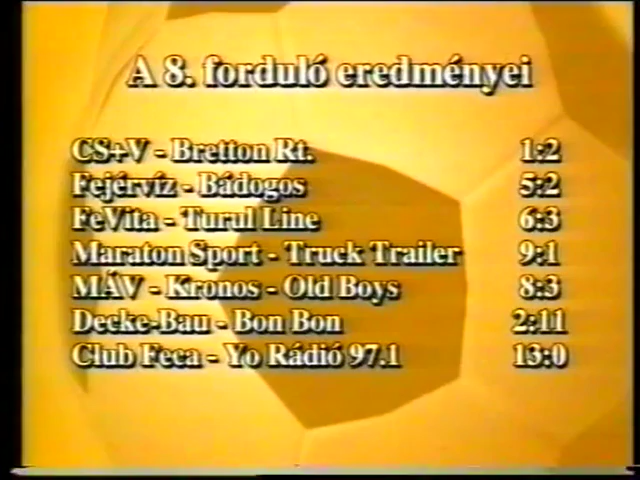 A 8. forduló eredményei
CS+V - Bretton Rt. 1:2
Fejérvíz - Bádogos 5:2
FeVita - Turul Line 6:3
Maraton Sport - Truck Trailer 9:1
MÁV - Kronos - Old Boys 8:3
Decke-Bau - Bon Bon 2:11
Club Feca - Yo Rádió 97.1 13:0